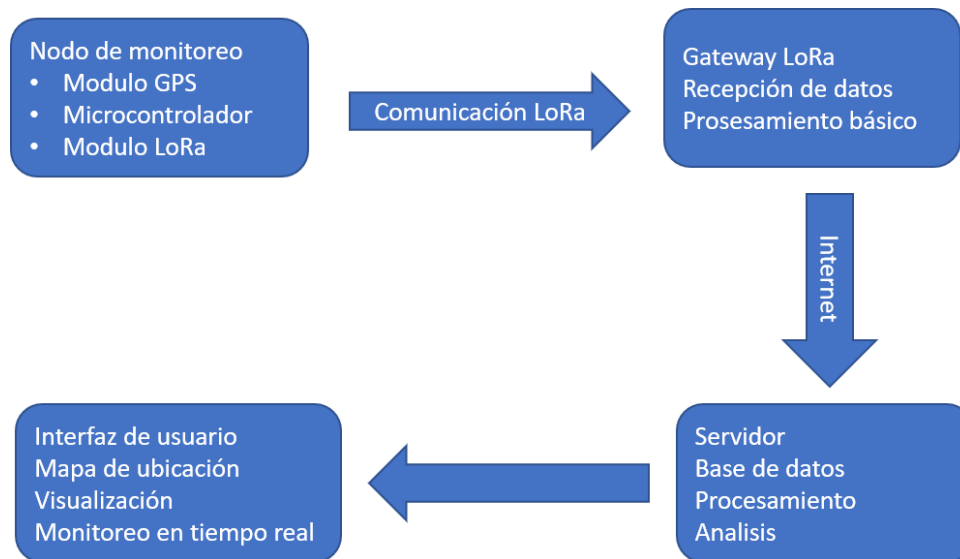 Nodo de monitoreo
• Modulo GPS
• Microcontrolador
• Modulo LoRa
Comunicación LoRa
Gateway LoRa
Recepción de datos
Prosesamiento básico
Internet
Servidor
Base de datos
Procesamiento
Analisis
Interfaz de usuario
Mapa de ubicación
Visualización
Monitoreo en tiempo real